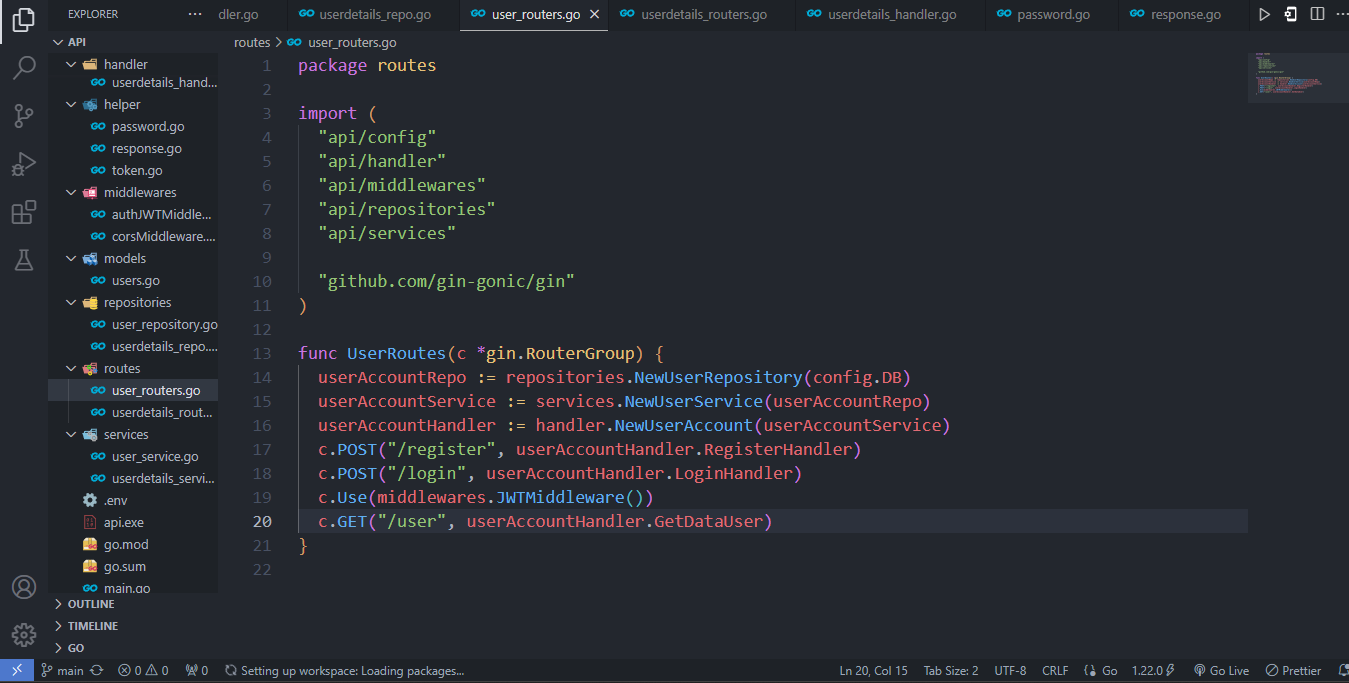 EXPLORER
dler.go
userdetails_repo.go
user_routers.go
userdetails_routers.go
userdetails_handler.go
password.go
response.go
API
handler
userdetails_hand...
helper
password.go
response.go
token.go
middlewares
authJWTMiddle...
corsMiddleware....
models
users.go
repositories
user_repository.go
userdetails_repo....
routes
user_routers.go
userdetails_rout...
services
user_service.go
userdetails_servi...
.env
api.exe
go.mod
go.sum
main.go
OUTLINE
TIMELINE
GO
routes > user_routers.go
1 package routes
2
3 import (
4 "api/config"
5 "api/handler"
6 "api/middlewares"
7 "api/repositories"
8 "api/services"
9
10 "github.com/gin-gonic/gin"
11 )
12
13 func UserRoutes(c *gin.RouterGroup) {
14 userAccountRepo := repositories.NewUserRepository(config.DB)
15 userAccountService := services.NewUserService(userAccountRepo)
16 userAccountHandler := handler.NewUserAccount(userAccountService)
17 c.POST("/register", userAccountHandler.RegisterHandler)
18 c.POST("/login", userAccountHandler.LoginHandler)
19 c.Use(middlewares.JWTMiddleware())
20 c.GET("/user", userAccountHandler.GetDataUser)
21 }
22
main 0 0 0 Setting up workspace: Loading packages... Ln 20, Col 15 Tab Size: 2 UTF-8 CRLF Go 1.22.0 Go Live Prettier